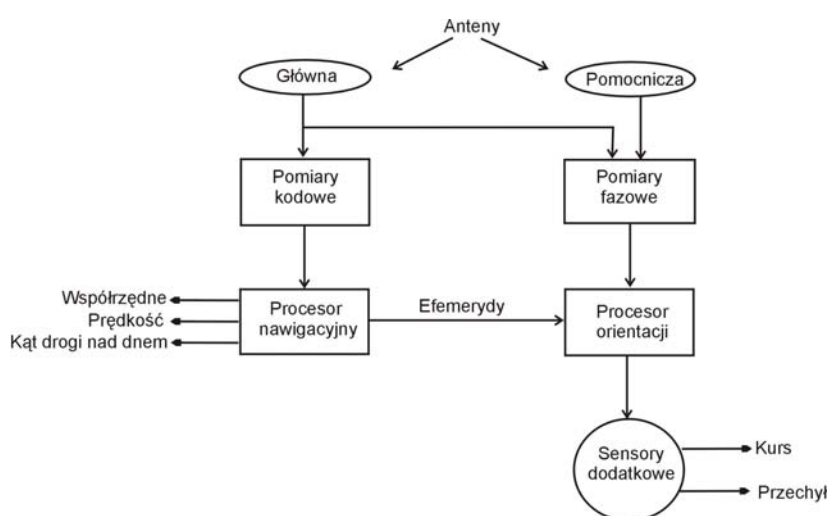 Anteny
Główna
Pomocnicza
Pomiary
kodowe
Pomiary
fazowe
Współrzędne
Prędkość
Kąt drogi nad dnem
Procesor
nawigacyjny
Efemerydy
Procesor
orientacji
Sensory
dodatkowe
Kurs
Przechył